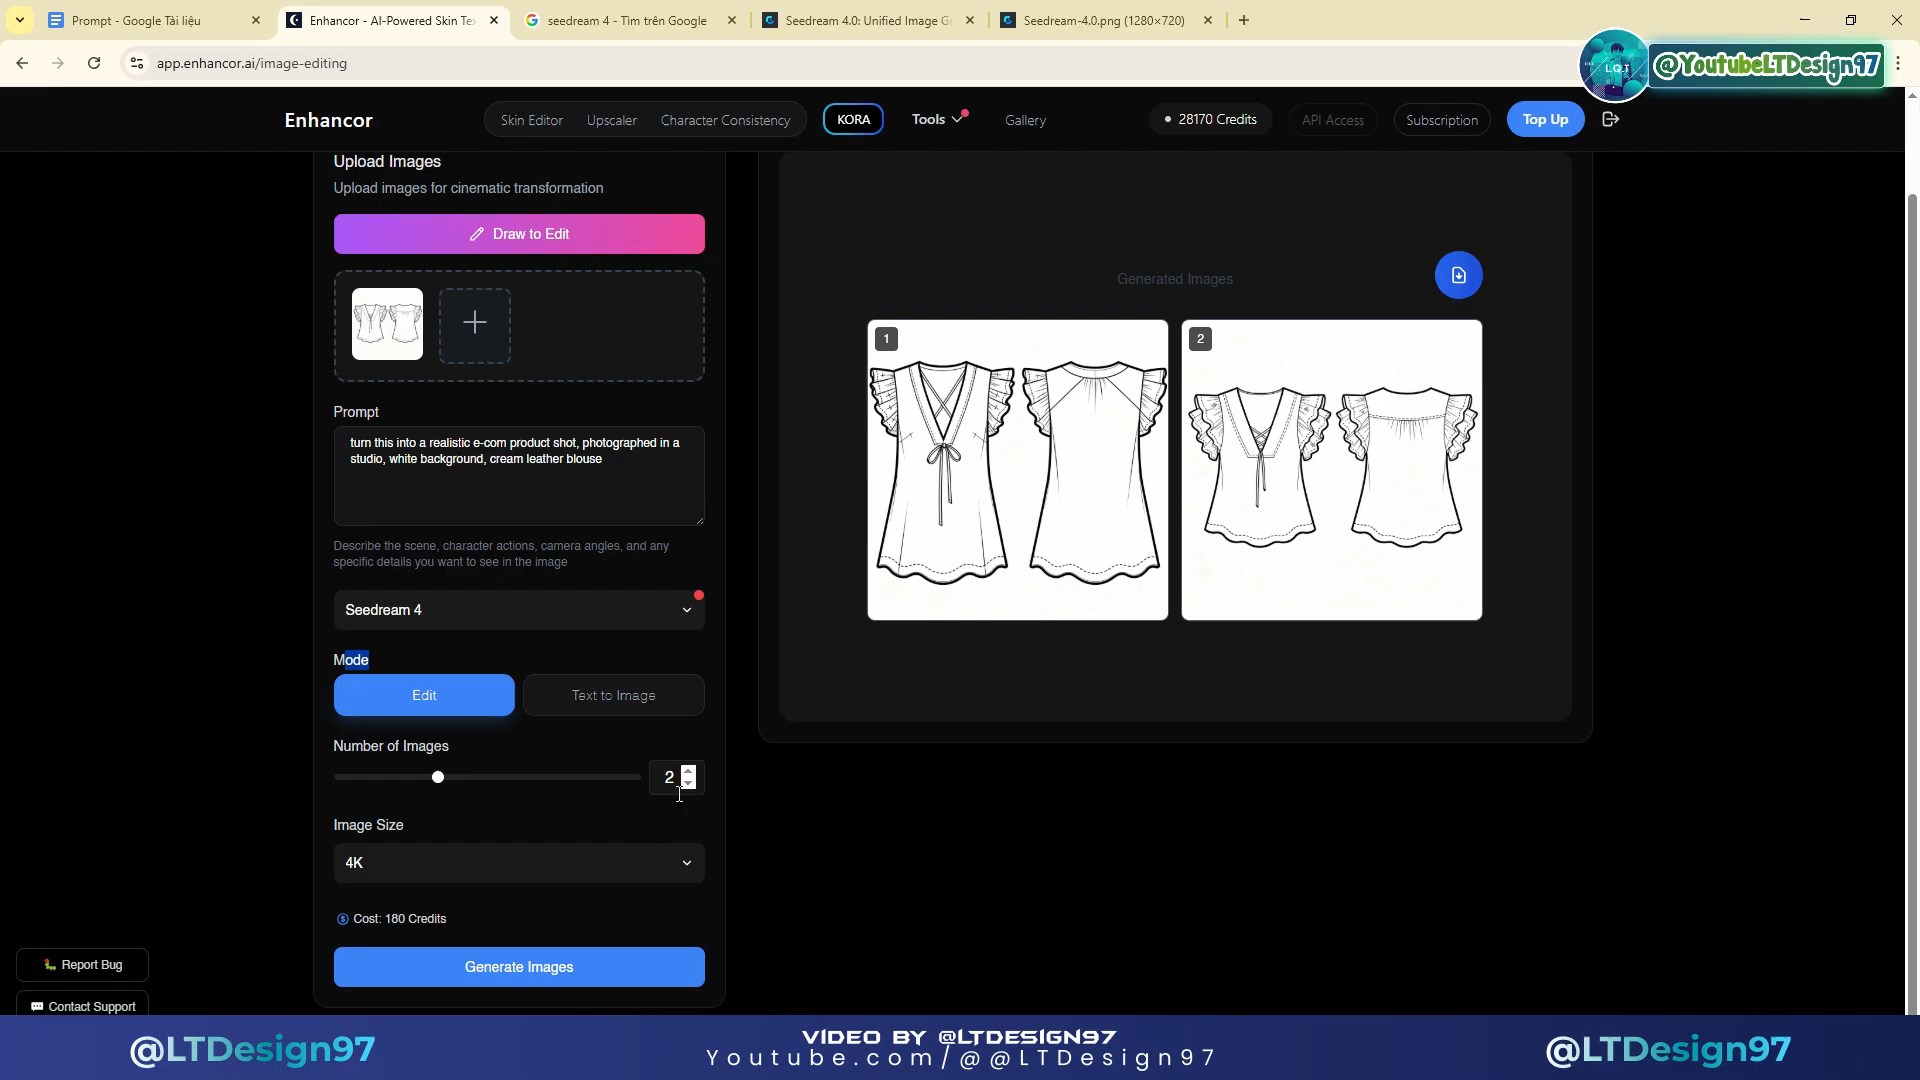 Prompt - Google Tài liệu
Enhancor - AI-Powered Skin Te
seedream 4 - Tìm trên Google
Seedream 4.0: Unified Image G
Seedream-4.0.png (1280×720)
app.enhancor.ai/image-editing
L.Q.T
@YoutubeLTDesign97
Enhancor
Skin Editor
Upscaler
Character Consistency
KORA
Tools
Gallery
28170 Credits
API Access
Subscription
Top Up
Upload Images
Upload images for cinematic transformation
Draw to Edit
Prompt
turn this into a realistic e-com product shot, photographed in a
studio, white background, cream leather blouse
Describe the scene, character actions, camera angles, and any
specific details you want to see in the image
Seedream 4
Mode
Edit
Text to Image
Number of Images
2
Image Size
4K
Cost: 180 Credits
Generate Images
Generated Images
1
2
Report Bug
Contact Support
@LTDesign97
VIDEO BY @LTDESIGN97
Youtube.com/@@LTDesign97
@LTDesign97